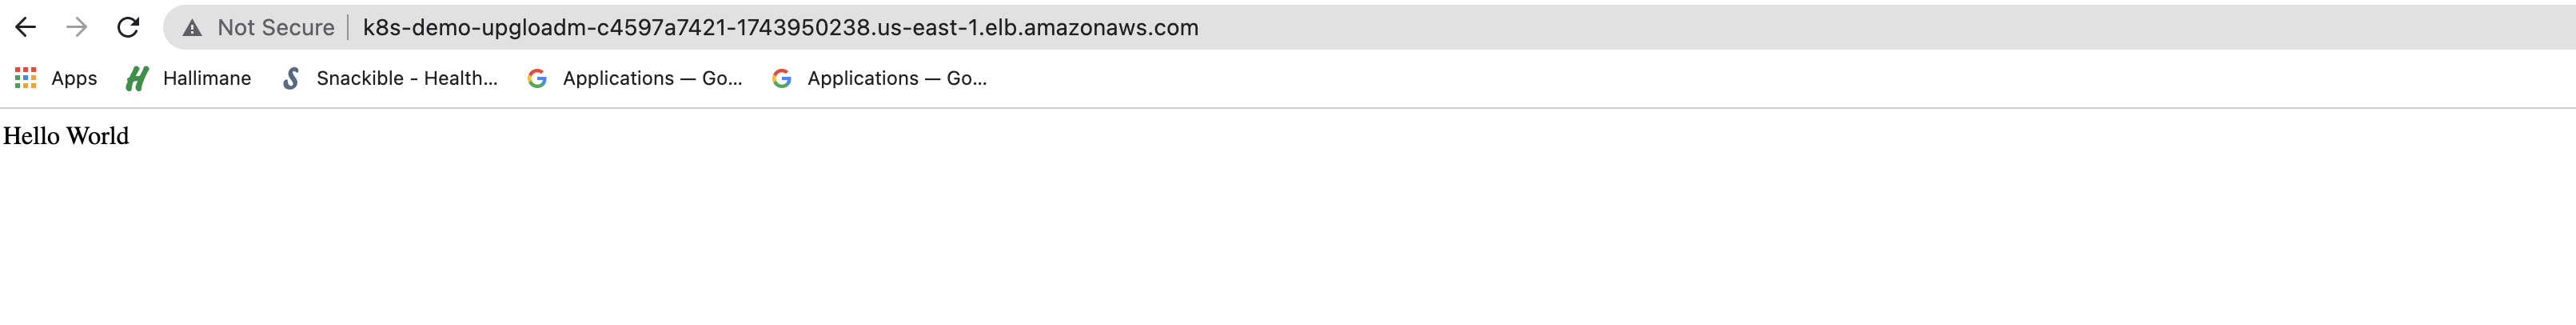 Not Secure k8s-demo-upgloadm-c4597a7421-1743950238.us-east-1.elb.amazonaws.com
Apps Hallimane Snackible - Health... Applications — Go... Applications — Go...
Hello World